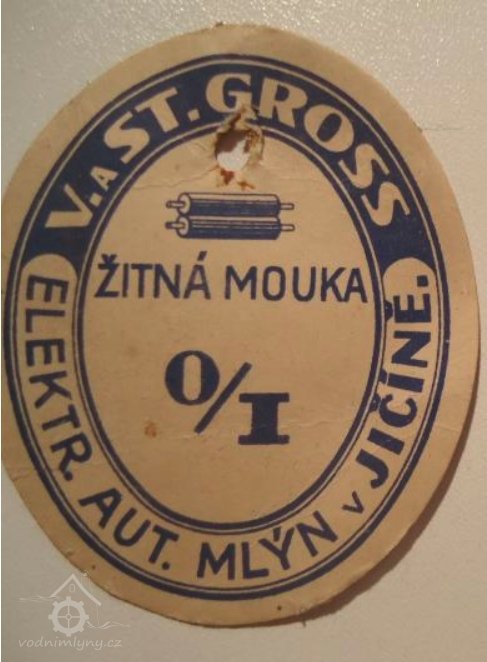 V. A ST. GROSS
ŽITNÁ MOUKA
0/I
ELEKTR. AUT. MLÝN v JIČÍNĚ.
vodnimlyny.cz